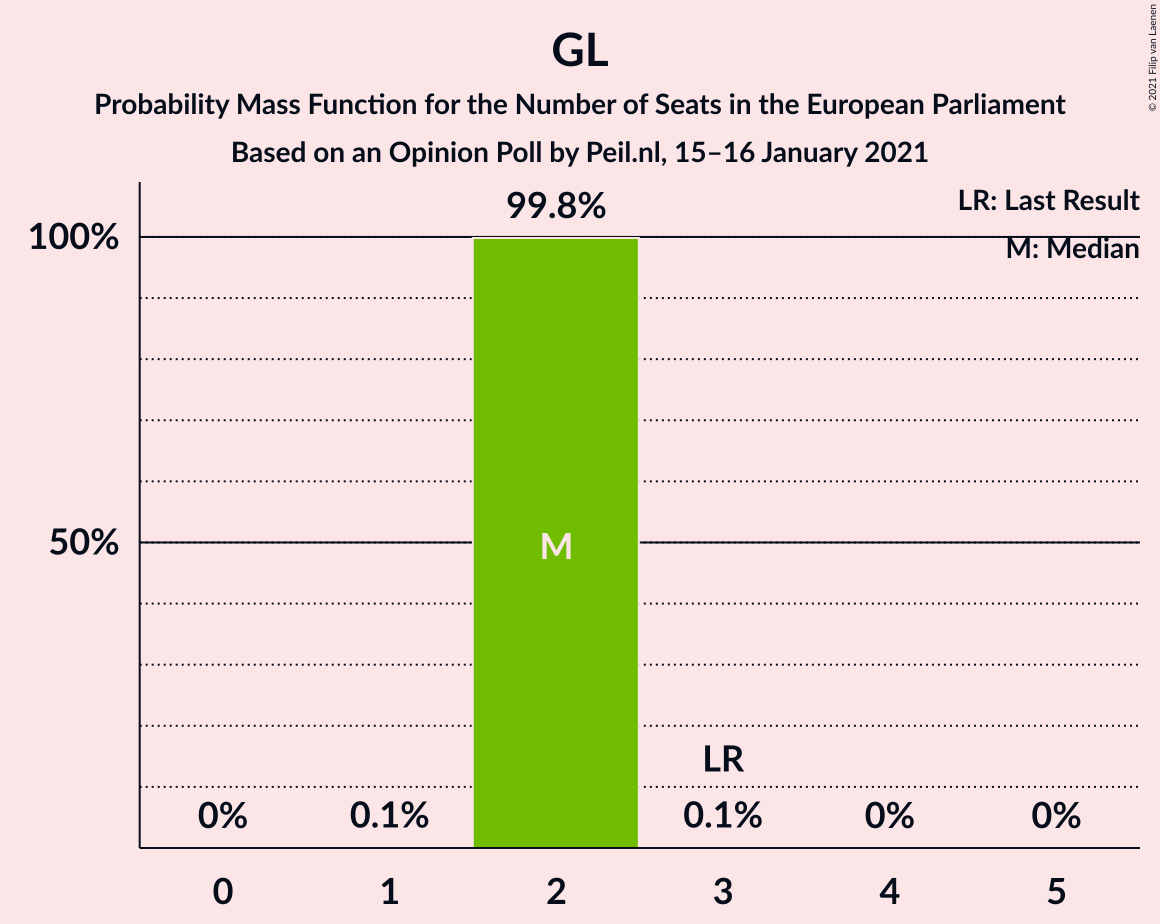 GL
Probability Mass Function for the Number of Seats in the European Parliament
Based on an Opinion Poll by Peil.nl, 15–16 January 2021
© 2021 Filip van Laenen
LR: Last Result
M: Median
99.8%
100%
50%
M
LR
0% 0.1% 0.1% 0% 0%
0 1 2 3 4 5